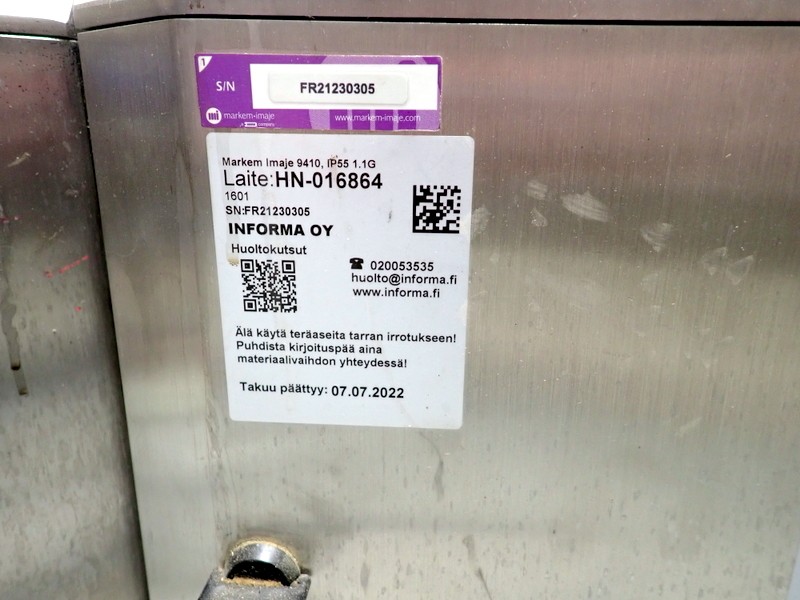 1
S/N
FR21230305
mi markem-imaje
www.markem-imaje.com
Markem Imaje 9410, IP55 1.1G
Laite:HN-016864
1601
SN:FR21230305
INFORMA OY
Huoltokutsut
☎ 020053535
huolto@informa.fi
www.informa.fi
Älä käytä teräaseita tarran irrotukseen!
Puhdista kirjoituspää aina
materiaalivaihdon yhteydessä!
Takuu päättyy: 07.07.2022